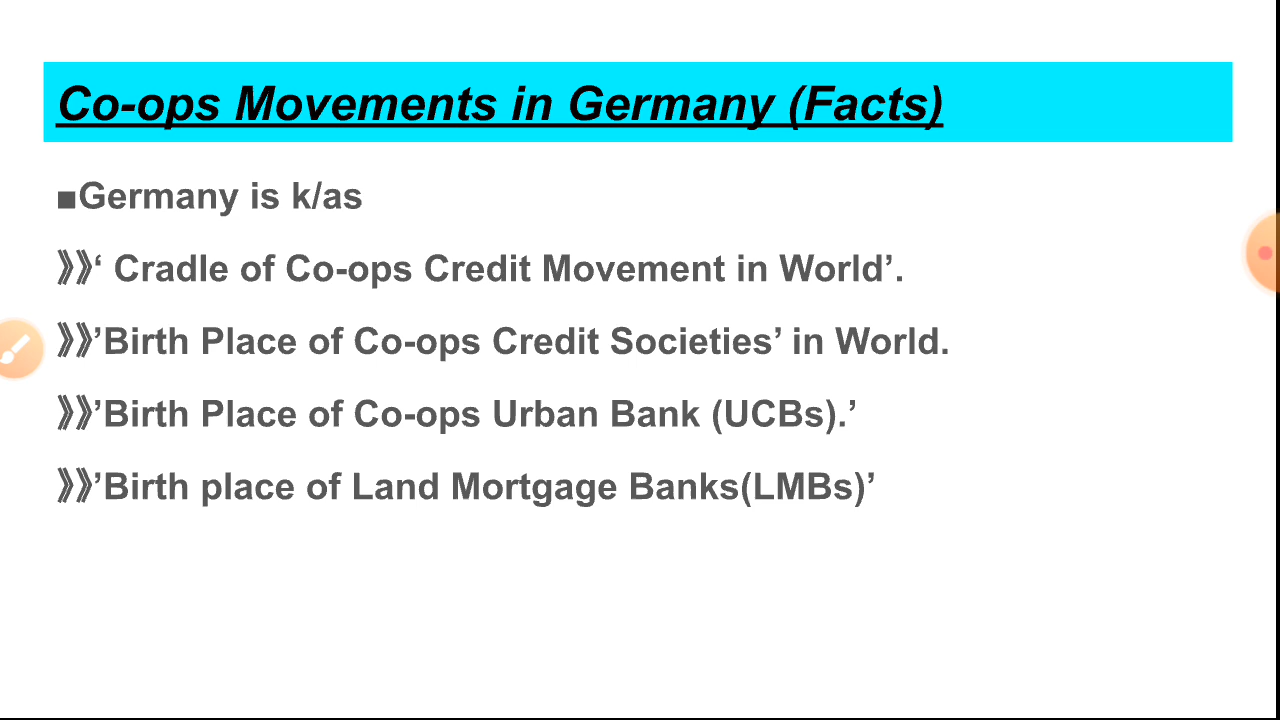 Co-ops Movements in Germany (Facts)
■Germany is k/as
⟫⟫‘ Cradle of Co-ops Credit Movement in World’.
⟫⟫’Birth Place of Co-ops Credit Societies’ in World.
⟫⟫’Birth Place of Co-ops Urban Bank (UCBs).’
⟫⟫’Birth place of Land Mortgage Banks(LMBs)’